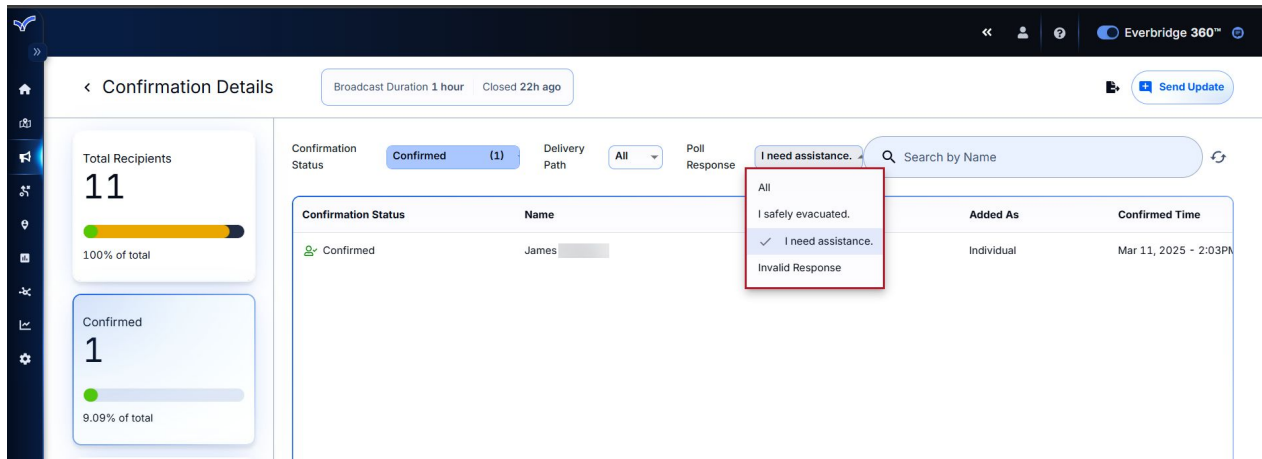 Everbridge 360™
Confirmation Details
Broadcast Duration 1 hour Closed 22h ago
Send Update
Total Recipients
11
100% of total
Confirmed
1
9.09% of total
Confirmation
Status
Confirmed (1)
Delivery
Path
All
Poll
Response
I need assistance.
Search by Name
All
I safely evacuated.
I need assistance.
Invalid Response
Confirmation Status Name Added As Confirmed Time
Confirmed James Individual Mar 11, 2025 - 2:03PM